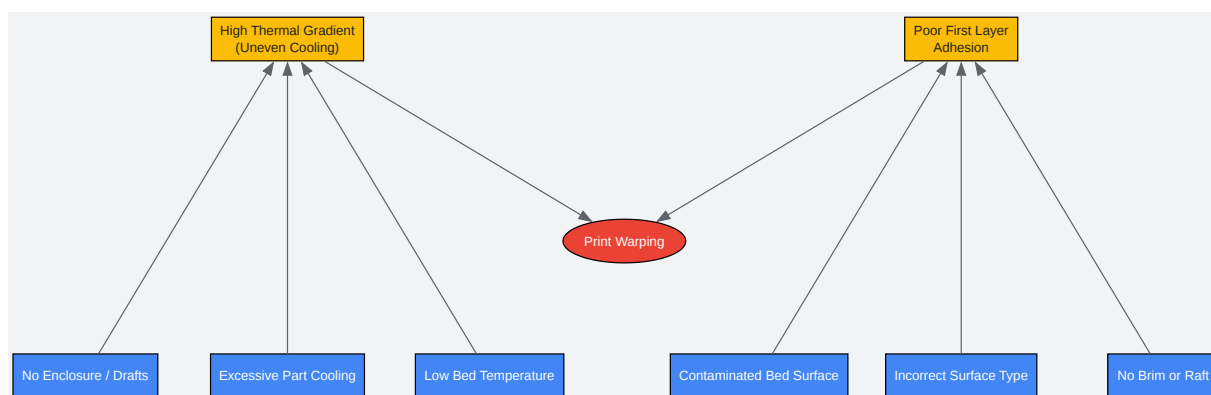 High Thermal Gradient
(Uneven Cooling)
Poor First Layer
Adhesion
Print Warping
No Enclosure / Drafts
Excessive Part Cooling
Low Bed Temperature
Contaminated Bed Surface
Incorrect Surface Type
No Brim or Raft